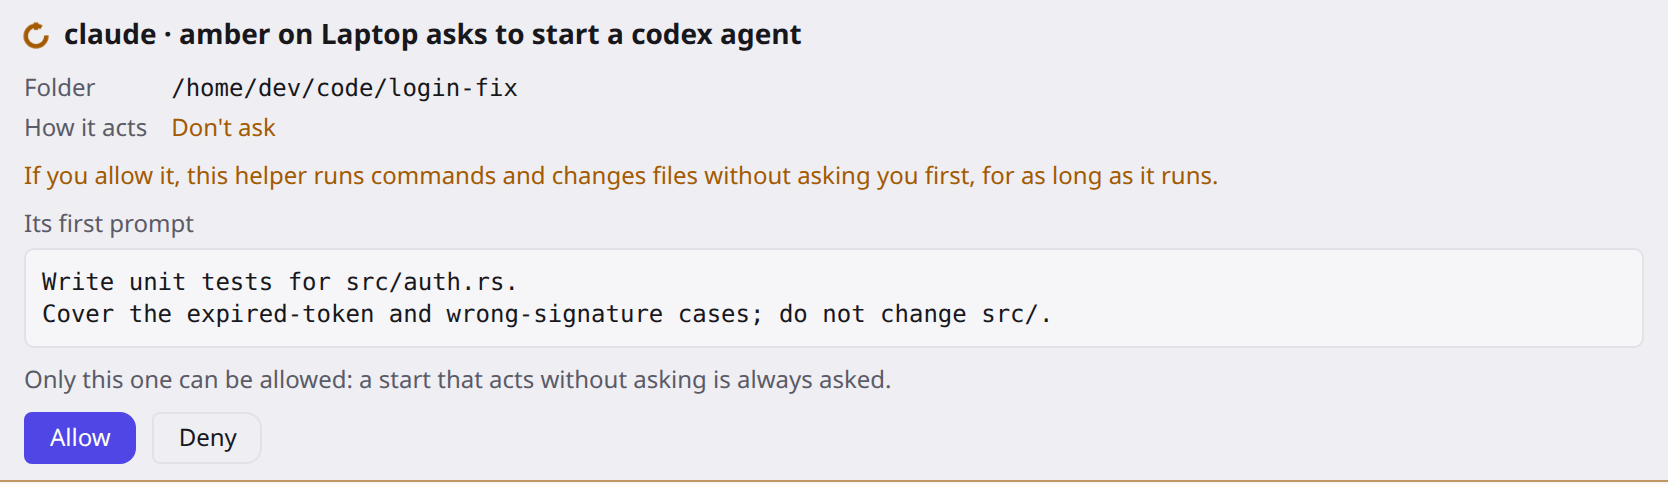 claude · amber on Laptop asks to start a codex agent
Folder /home/dev/code/login-fix
How it acts Don't ask
If you allow it, this helper runs commands and changes files without asking you first, for as long as it runs.
Its first prompt
Write unit tests for src/auth.rs.
Cover the expired-token and wrong-signature cases; do not change src/.
Only this one can be allowed: a start that acts without asking is always asked.
Allow Deny